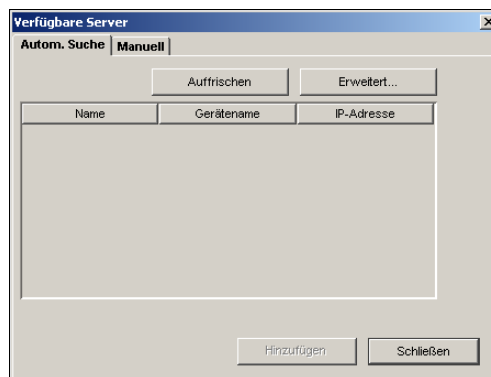 Verfügbare Server
Autom. Suche Manuell
Auffrischen Erweitert...
Name Gerätename IP-Adresse
Hinzufügen Schließen